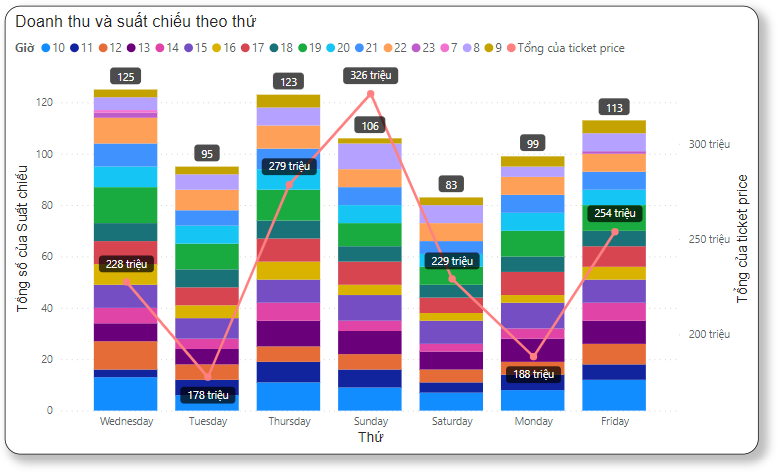 Doanh thu và suất chiếu theo thứ
Giờ 10 11 12 13 14 15 16 17 18 19 20 21 22 23 7 8 9 Tổng của ticket price
326 triệu
125
123
113
120
106
99
300 triệu
95
100
279 triệu
83
80
254 triệu
250 triệu
228 triệu
229 triệu
60
40
200 triệu
188 triệu
20
178 triệu
0
Tổng số của Suất chiếu
Tổng của ticket price
Wednesday Tuesday Thursday Sunday Saturday Monday Friday
Thứ